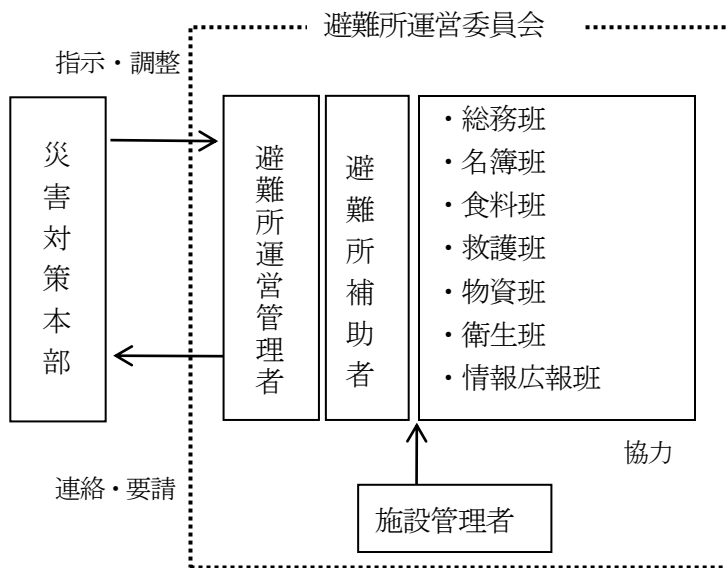 避難所運営委員会
指示・調整
災害対策本部
避難所運営管理者
避難所補助者
・総務班
・名簿班
・食料班
・救護班
・物資班
・衛生班
・情報広報班
協力
連絡・要請
施設管理者